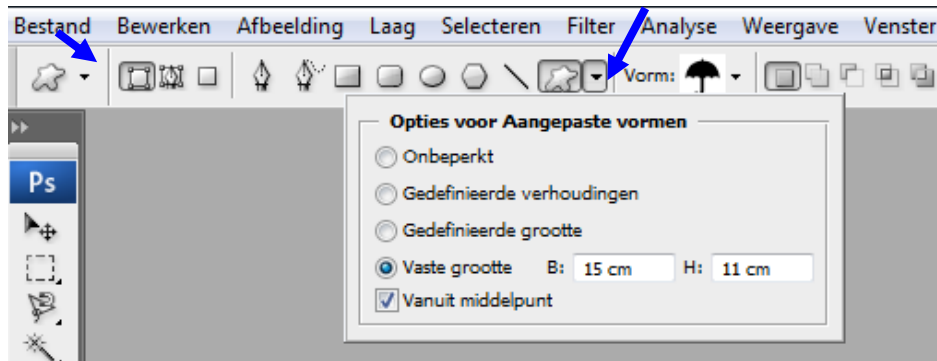 Bestand Bewerken Afbeelding Laag Selecteren Filter Analyse Weergave Venster
Vorm:
Opties voor Aangepaste vormen
Onbeperkt
Gedefinieerde verhoudingen
Gedefinieerde grootte
Vaste grootte B: 15 cm H: 11 cm
Vanuit middelpunt
Ps